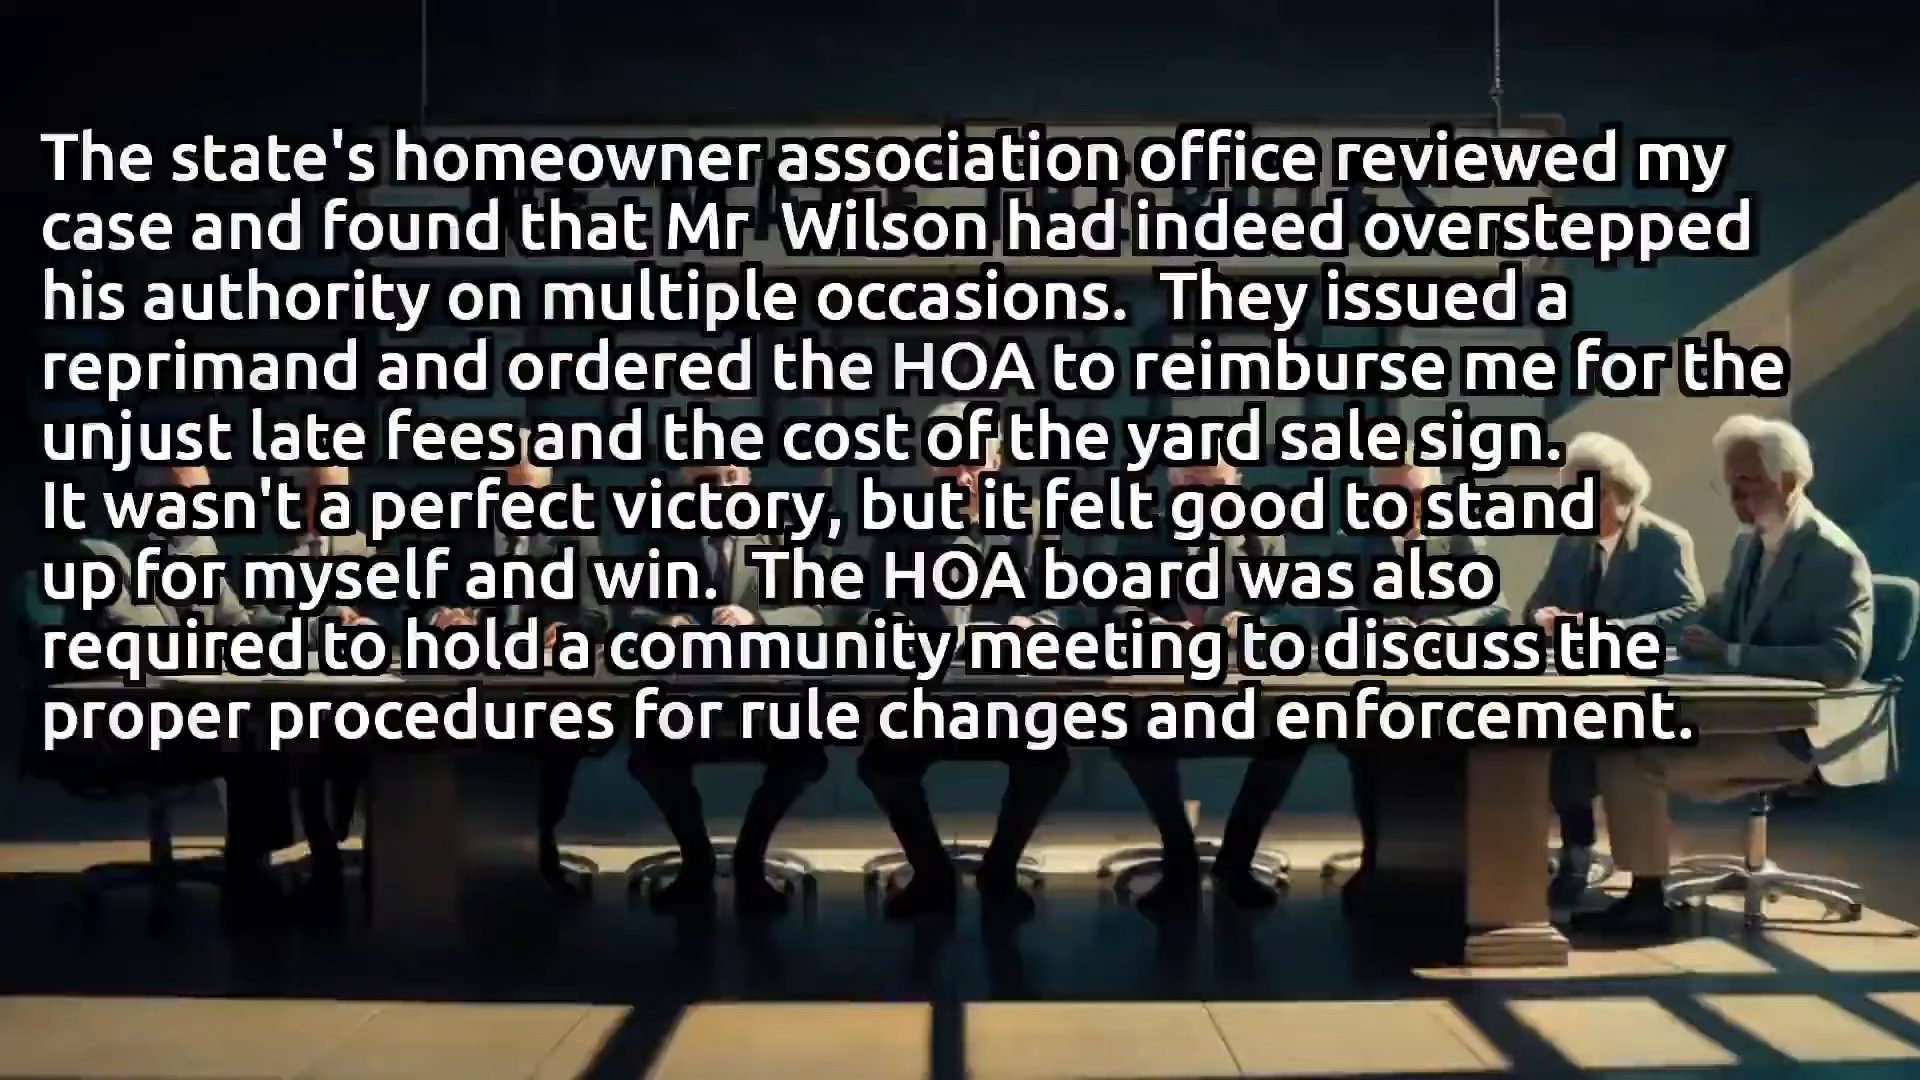 The state's homeowner association office reviewed my
case and found that Mr  Wilson had indeed overstepped
his authority on multiple occasions.  They issued a
reprimand and ordered the HOA to reimburse me for the
unjust late fees and the cost of the yard sale sign.
It wasn't a perfect victory, but it felt good to stand
up for myself and win.  The HOA board was also
required to hold a community meeting to discuss the
proper procedures for rule changes and enforcement.